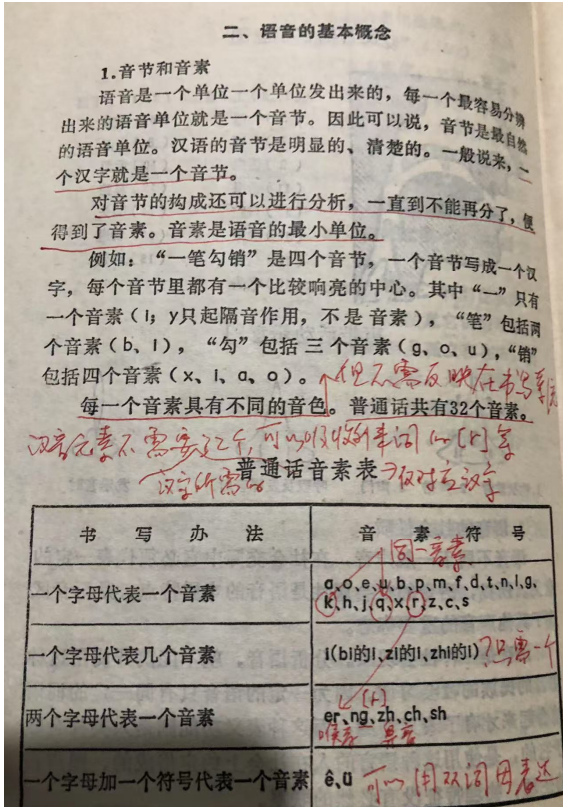 二、语音的基本概念
1.音节和音素
语音是一个单位一个单位发出来的，每一个最容易分辨
出来的语音单位就是一个音节。因此可以说，音节是最自然
的语音单位。汉语的音节是明显的、清楚的。一般说来，一
个汉字就是一个音节。
对音节的构成还可以进行分析，一直到不能再分了，便
得到了音素。音素是语音的最小单位。
例如：“一笔勾销”是四个音节，一个音节写成一个汉
字，每个音节里都有一个比较响亮的中心。其中“一”只有
一个音素（i；y只起隔音作用，不是音素），“笔”包括两
个音素（b、i），“勾”包括三个音素（g、o、u），“销”
包括四个音素（x、i、a、o）。
但不需反映在书写系统
每一个音素具有不同的音色。普通话共有32个音素。
汉字所需的
仅对应汉字
普通话音素表
书写办法 音素符号
同一音素
一个字母代表一个音素 a、o、e、u、b、p、m、f、d、t、n、l、g、
k、h、j、q、x、r、z、c、s
一个字母代表几个音素 i（bi的i、zi的i、zhi的i） ?只需一个
两个字母代表一个音素 er、ng、zh、ch、sh
喉音 鼻音
一个字母加一个符号代表一个音素 ê、ü 可以用双词母表达